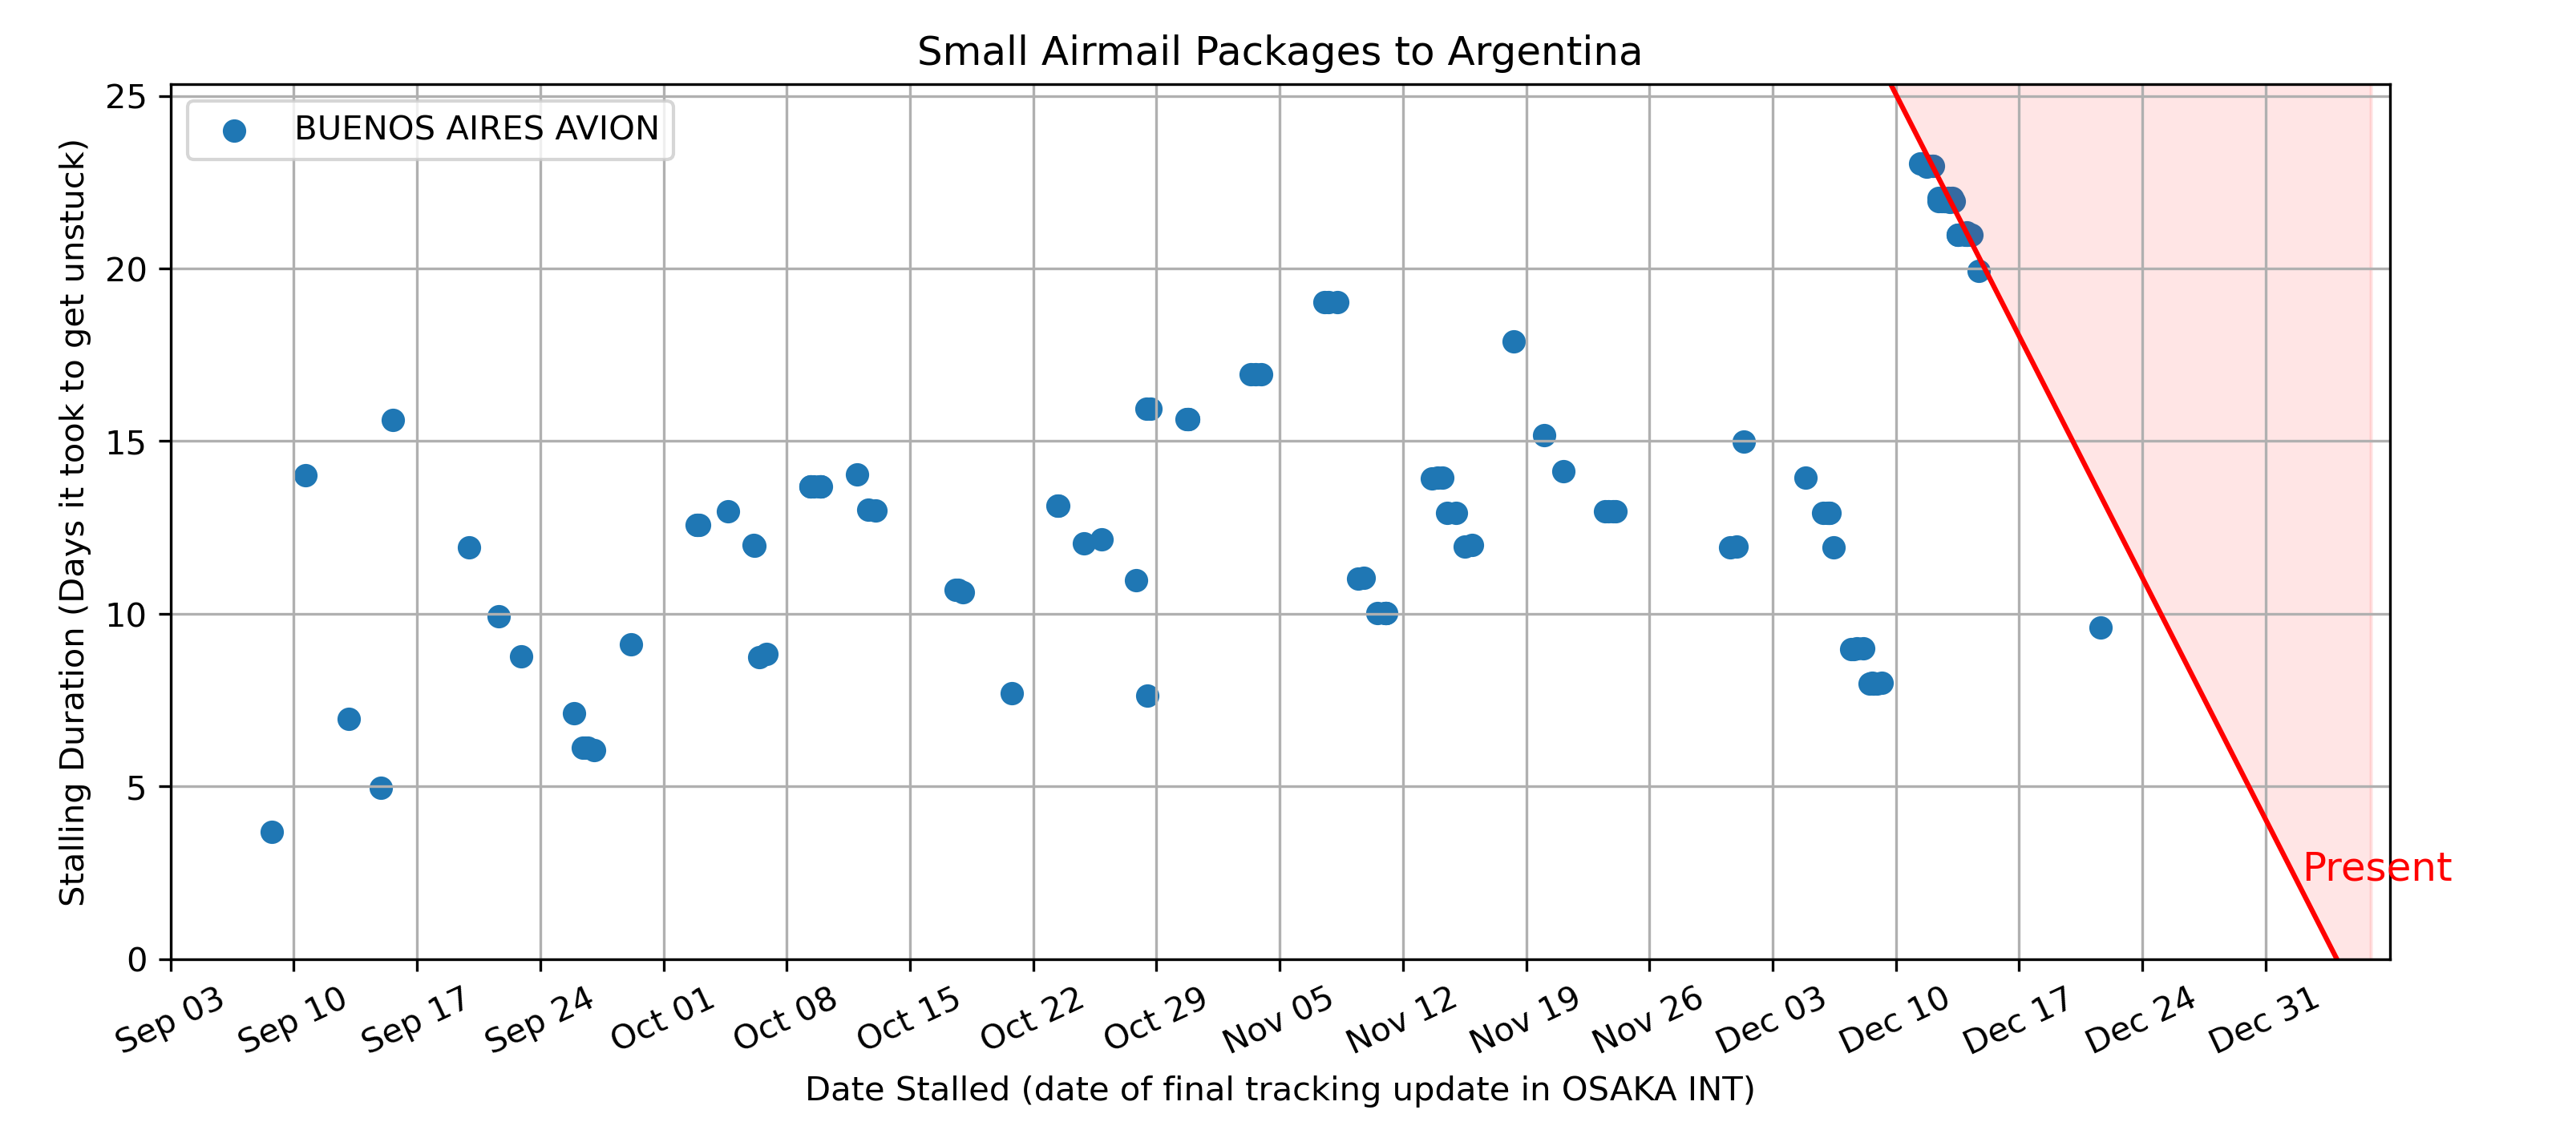 Small Airmail Packages to Argentina
BUENOS AIRES AVION
Stalling Duration (Days it took to get unstuck)
25
20
15
10
5
0
Present
Sep 03
Sep 10
Sep 17
Sep 24
Oct 01
Oct 08
Oct 15
Oct 22
Oct 29
Nov 05
Nov 12
Nov 19
Nov 26
Dec 03
Dec 10
Dec 17
Dec 24
Dec 31
Date Stalled (date of final tracking update in OSAKA INT)